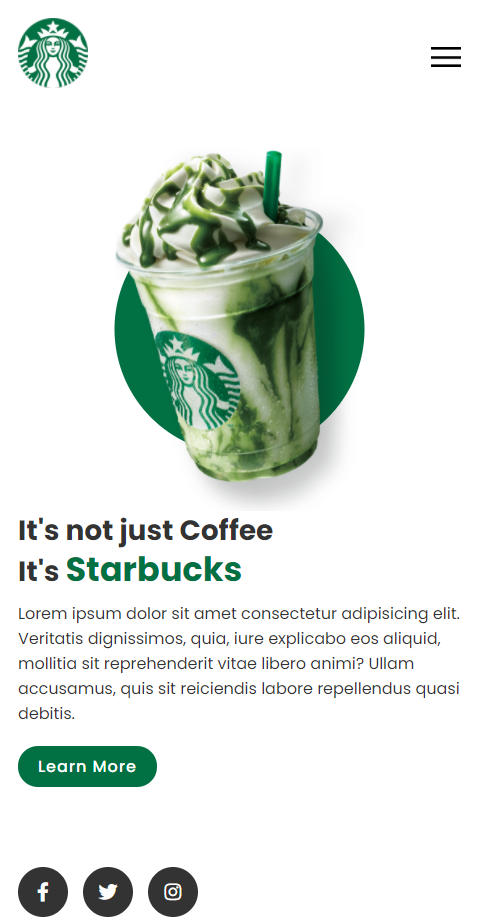 It's not just Coffee
It's Starbucks
Lorem ipsum dolor sit amet consectetur adipisicing elit.
Veritatis dignissimos, quia, iure explicabo eos aliquid,
mollitia sit reprehenderit vitae libero animi? Ullam
accusamus, quis sit reiciendis labore repellendus quasi
debitis.
Learn More